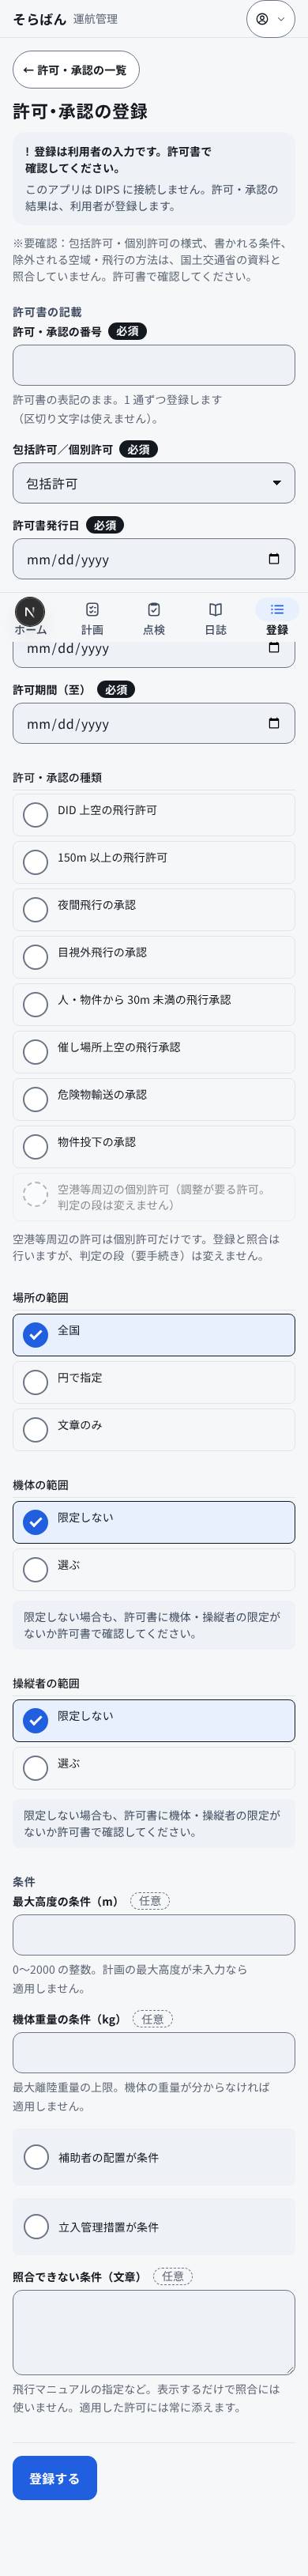 そらばん 運航管理
← 許可・承認の一覧
許可・承認の登録
! 登録は利用者の入力です。許可書で
確認してください。
このアプリは DIPS に接続しません。許可・承認の
結果は、利用者が登録します。
※要確認：包括許可・個別許可の様式、書かれる条件、
除外される空域・飛行の方法は、国土交通省の資料と
照合していません。許可書で確認してください。
許可書の記載
許可・承認の番号 必須
許可書の表記のまま。1 通ずつ登録します
（区切り文字は使えません）。
包括許可／個別許可 必須
包括許可
許可書発行日 必須
mm/dd/yyyy
N
ホーム 計画 点検 日誌 登録
mm/dd/yyyy
許可期間（至） 必須
mm/dd/yyyy
許可・承認の種類
DID 上空の飛行許可
150m 以上の飛行許可
夜間飛行の承認
目視外飛行の承認
人・物件から 30m 未満の飛行承認
催し場所上空の飛行承認
危険物輸送の承認
物件投下の承認
空港等周辺の個別許可（調整が要る許可。
判定の段は変えません）
空港等周辺の許可は個別許可だけです。登録と照合は
行いますが、判定の段（要手続き）は変えません。
場所の範囲
全国
円で指定
文章のみ
機体の範囲
限定しない
選ぶ
限定しない場合も、許可書に機体・操縦者の限定が
ないか許可書で確認してください。
操縦者の範囲
限定しない
選ぶ
限定しない場合も、許可書に機体・操縦者の限定が
ないか許可書で確認してください。
条件
最大高度の条件（m） 任意
0〜2000 の整数。計画の最大高度が未入力なら
適用しません。
機体重量の条件（kg） 任意
最大離陸重量の上限。機体の重量が分からなければ
適用しません。
補助者の配置が条件
立入管理措置が条件
照合できない条件（文章） 任意
飛行マニュアルの指定など。表示するだけで照合には
使いません。適用した許可には常に添えます。
登録する